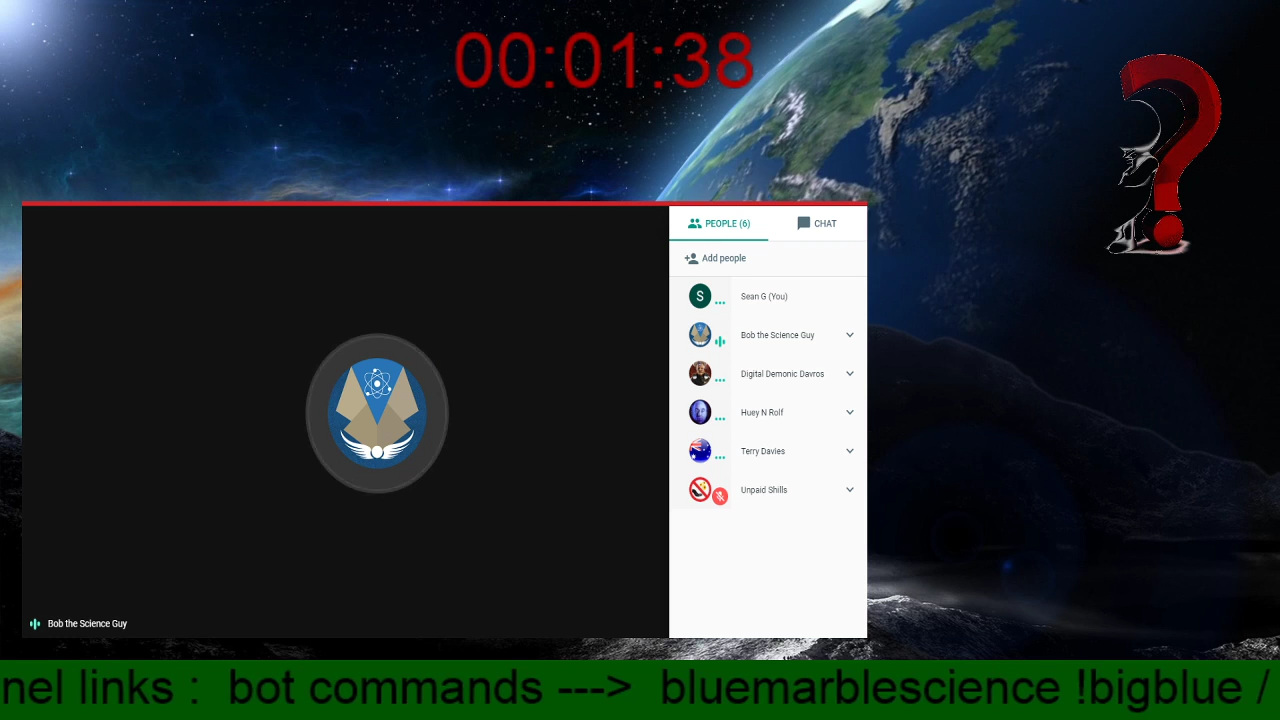 00:01:38
PEOPLE (6)
CHAT
Add people
S
Sean G (You)
Bob the Science Guy
Digital Demonic Davros
Huey N Rolf
Terry Davies
Unpaid Shills
Bob the Science Guy
nel links : bot commands ---> bluemarblescience !bigblue /